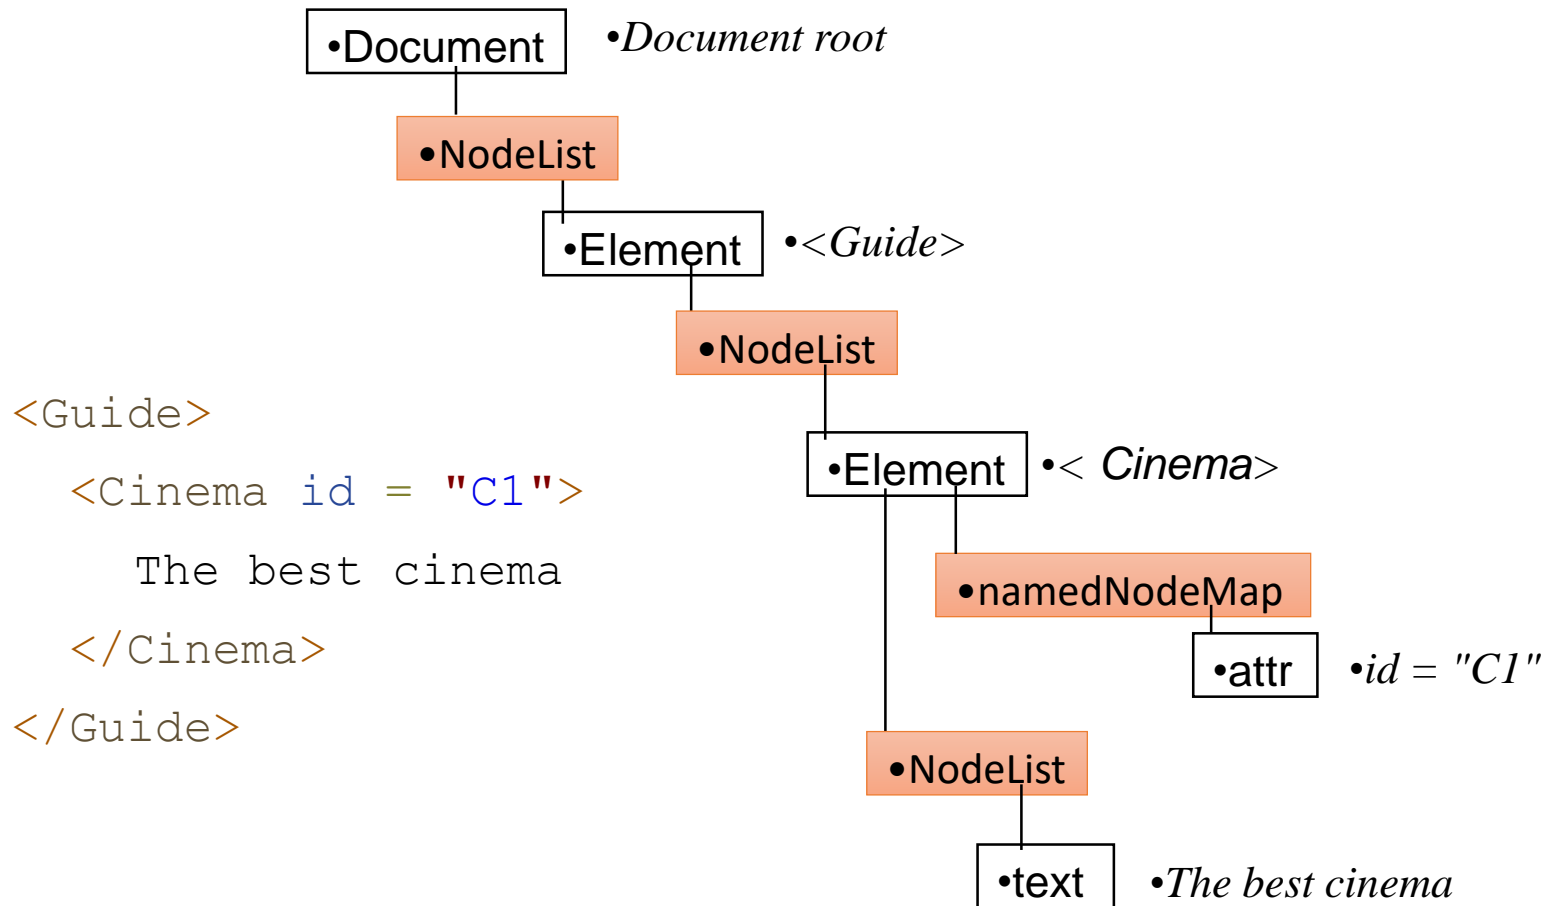 •Document •Document root
•NodeList
•Element •<Guide>
•NodeList
<Guide>
<Cinema id = "C1">
The best cinema
</Cinema>
</Guide>
•Element •< Cinema>
•namedNodeMap
•attr •id = "C1"
•NodeList
•text •The best cinema